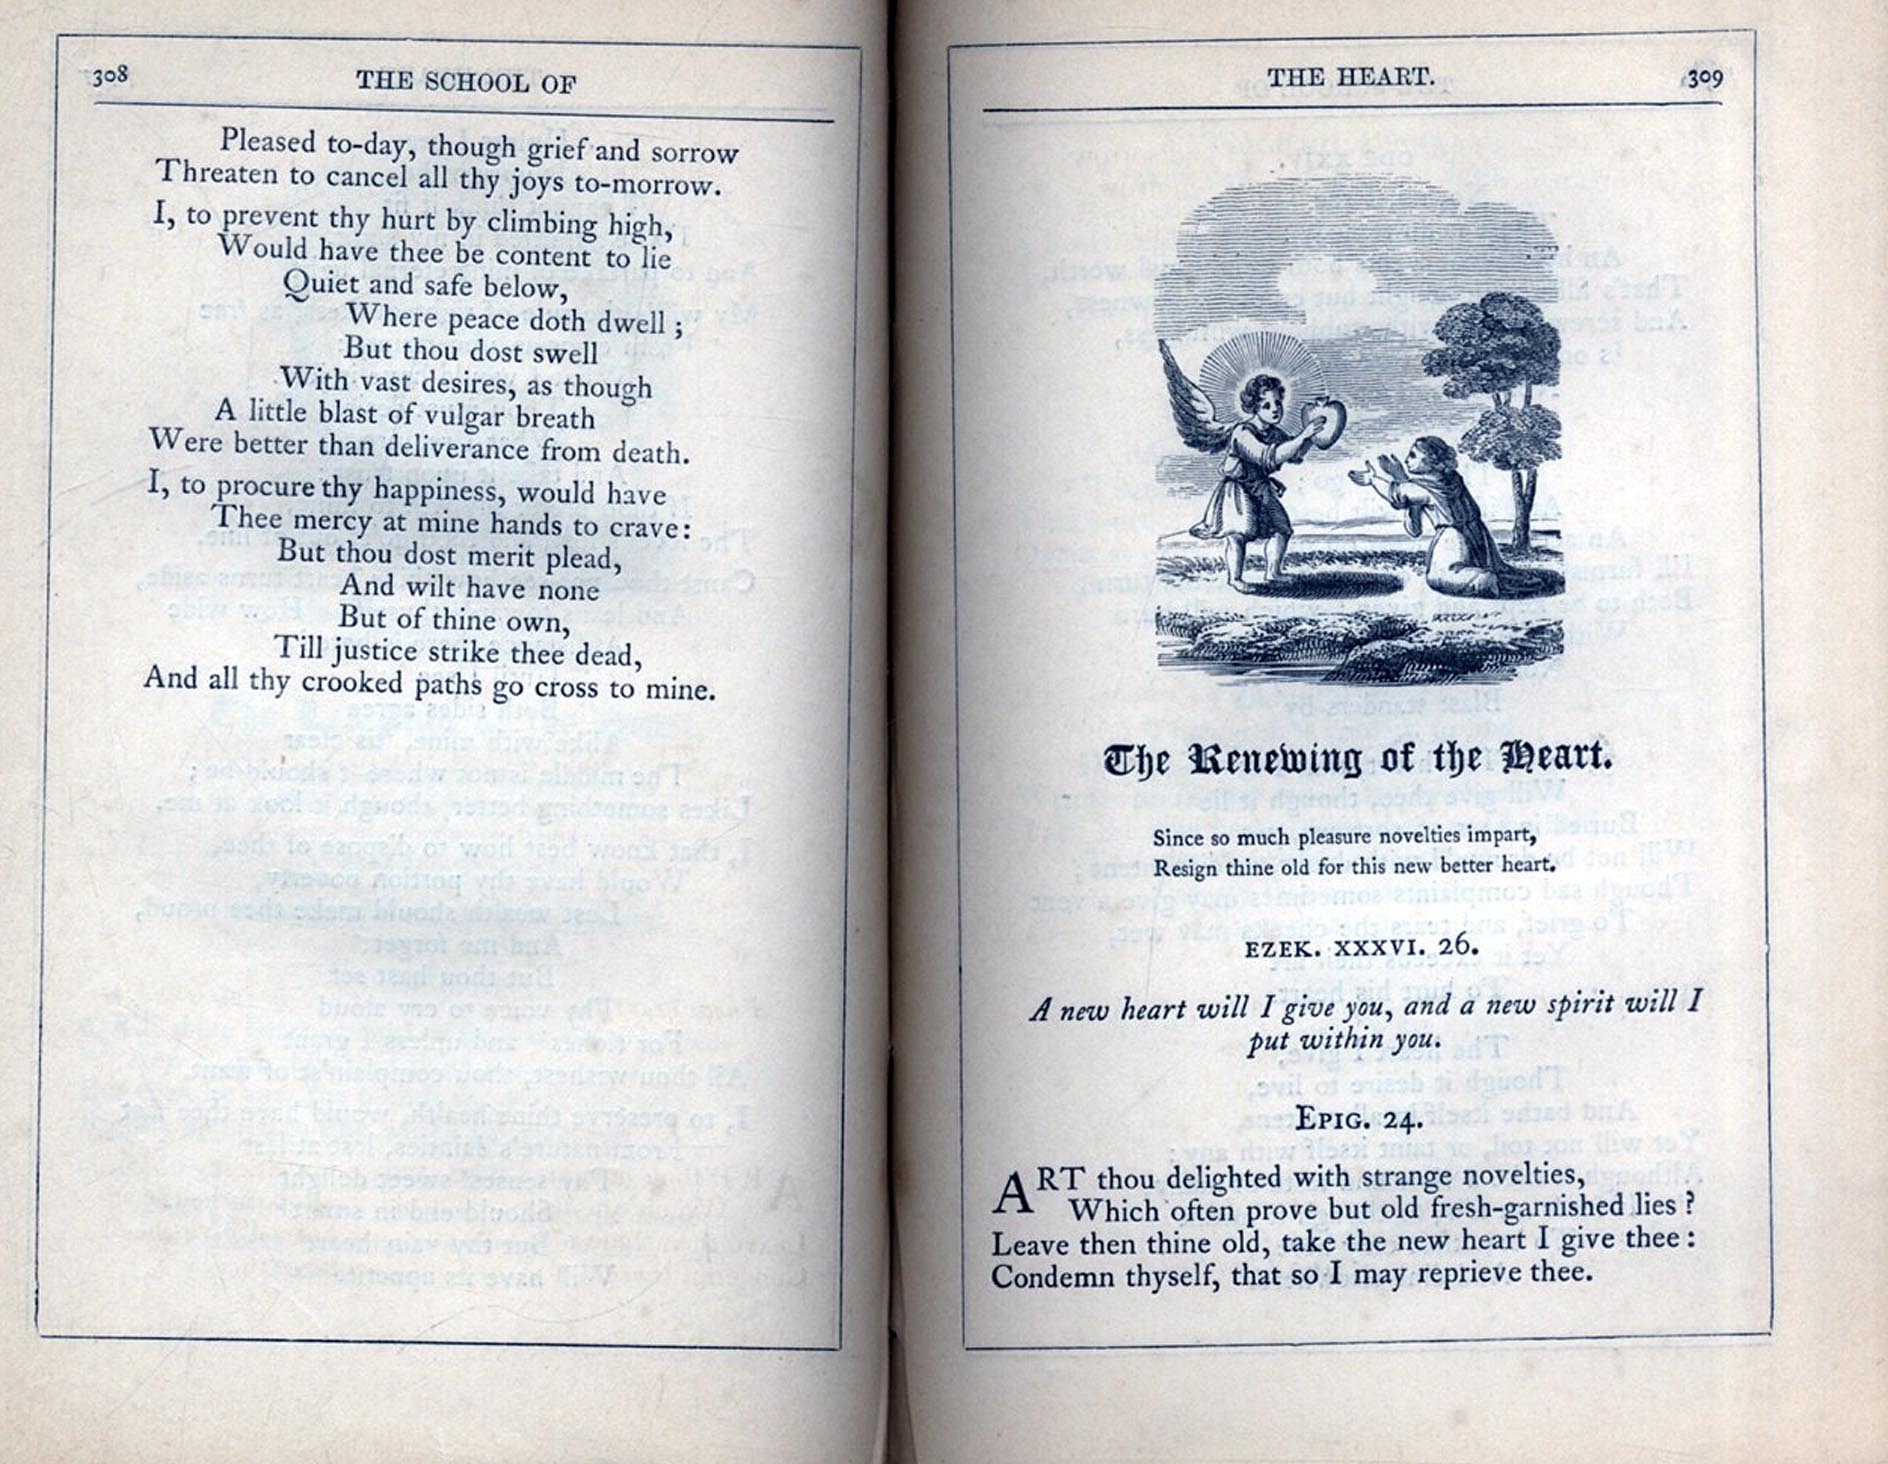 308
THE SCHOOL OF
Pleased to-day, though grief and sorrow
Threaten to cancel all thy joys to-morrow.
I, to prevent thy hurt by climbing high,
Would have thee be content to lie
Quiet and safe below,
Where peace doth dwell ;
But thou dost swell
With vast desires, as though
A little blast of vulgar breath
Were better than deliverance from death.
I, to procure thy happiness, would have
Thee mercy at mine hands to crave:
But thou dost merit plead,
And wilt have none
But of thine own,
Till justice strike thee dead,
And all thy crooked paths go cross to mine.
THE HEART.
309
The Renewing of the Heart.
Since so much pleasure novelties impart,
Resign thine old for this new better heart.
EZEK. XXXVI. 26.
A new heart will I give you, and a new spirit will I
put within you.
EPIG. 24.
ART thou delighted with strange novelties,
Which often prove but old fresh-garnished lies ?
Leave then thine old, take the new heart I give thee :
Condemn thyself, that so I may reprieve thee.